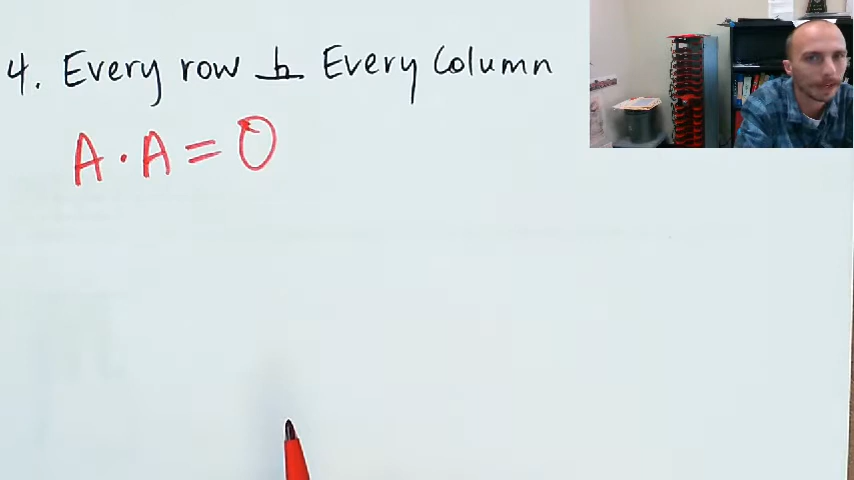 4. Every row ⊥ Every Column
A · A = 0